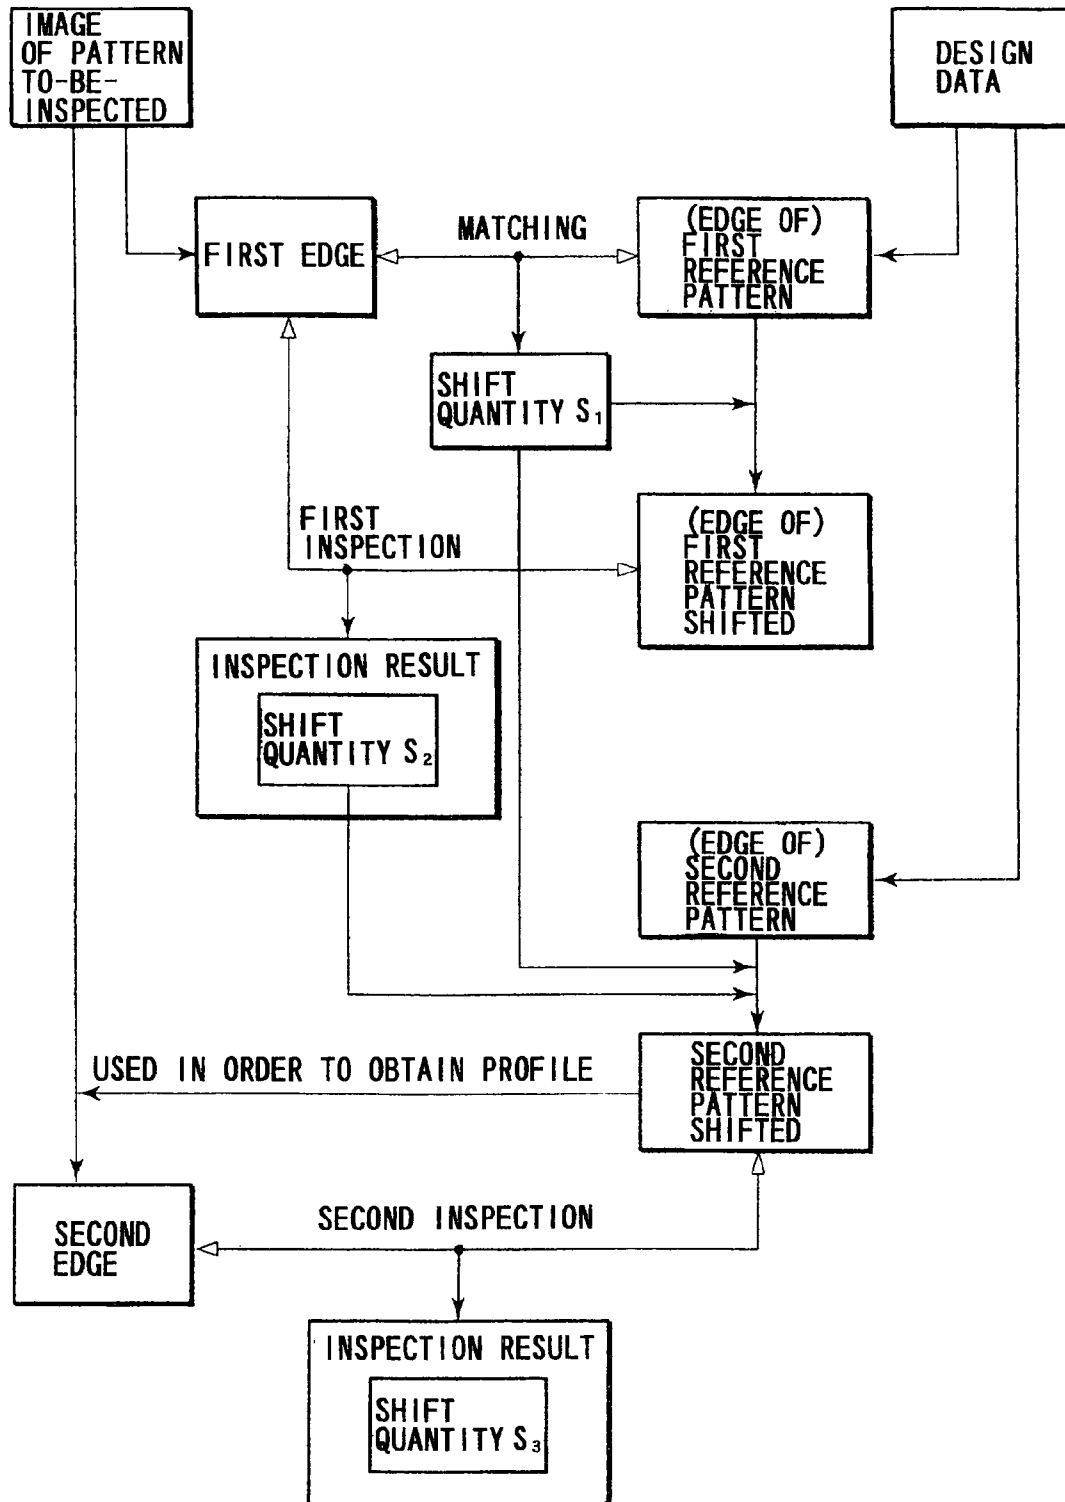 IMAGE
OF PATTERN
TO-BE-
INSPECTED
DESIGN
DATA
FIRST EDGE
MATCHING
(EDGE OF)
FIRST
REFERENCE
PATTERN
SHIFT
QUANTITY S₁
FIRST
INSPECTION
(EDGE OF)
FIRST
REFERENCE
PATTERN
SHIFTED
INSPECTION RESULT
SHIFT
QUANTITY S₂
(EDGE OF)
SECOND
REFERENCE
PATTERN
USED IN ORDER TO OBTAIN PROFILE
SECOND
REFERENCE
PATTERN
SHIFTED
SECOND
EDGE
SECOND INSPECTION
INSPECTION RESULT
SHIFT
QUANTITY S₃